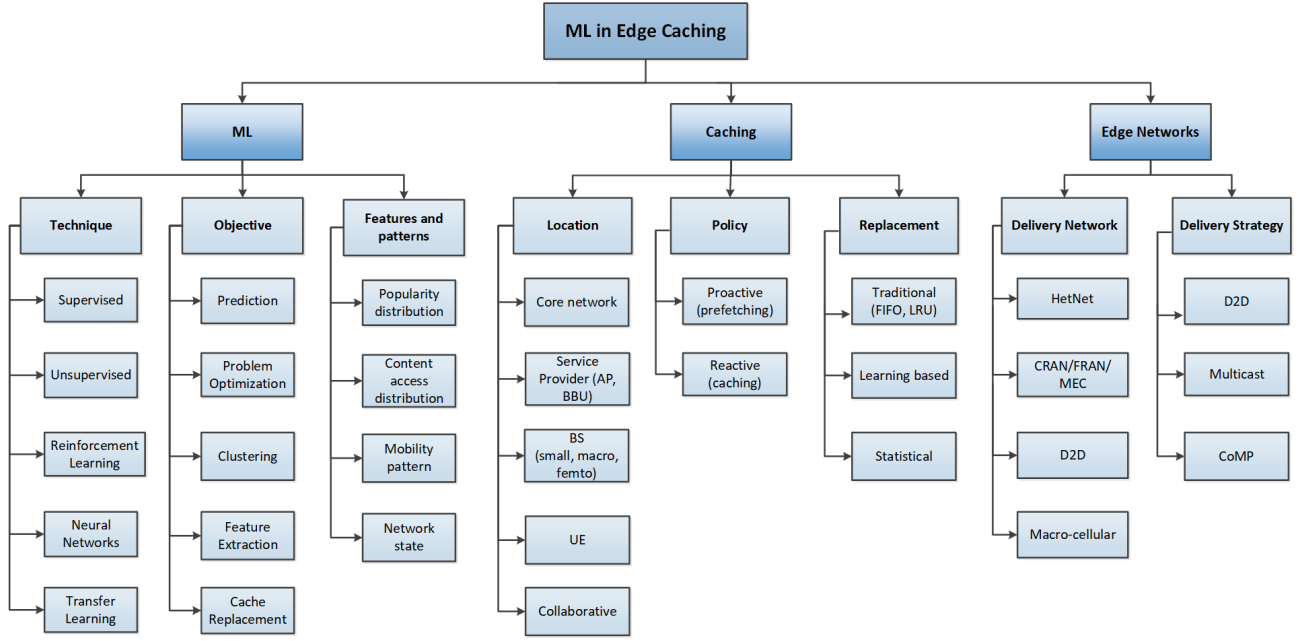 ML in Edge Caching
ML
Caching
Edge Networks
Technique
Objective
Features and
patterns
Location
Policy
Replacement
Delivery Network
Delivery Strategy
Supervised
Unsupervised
Reinforcement
Learning
Neural
Networks
Transfer
Learning
Prediction
Problem
Optimization
Clustering
Feature
Extraction
Cache
Replacement
Popularity
distribution
Content
access
distribution
Mobility
pattern
Network
state
Core network
Service
Provider (AP,
BBU)
BS
(small, macro,
femto)
UE
Collaborative
Proactive
(prefetching)
Reactive
(caching)
Traditional
(FIFO, LRU)
Learning based
Statistical
HetNet
CRAN/FRAN/
MEC
D2D
Macro-cellular
D2D
Multicast
CoMP